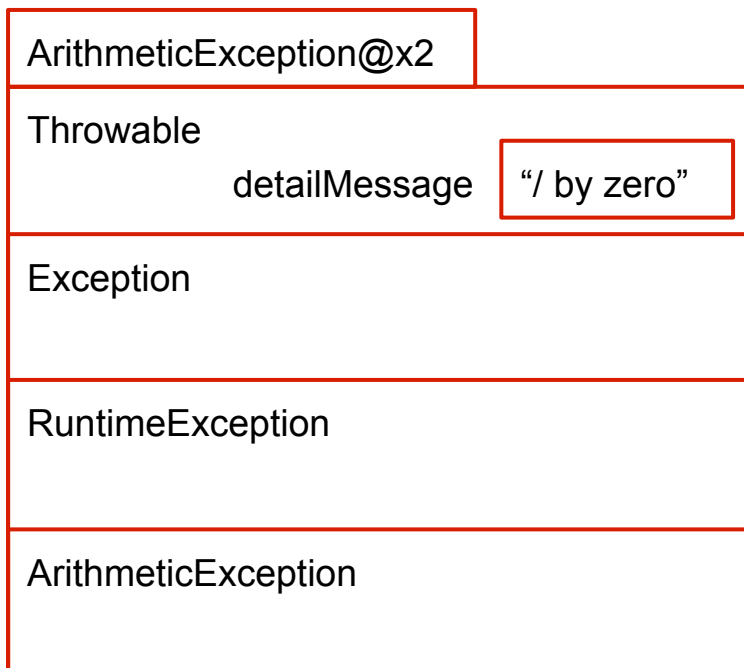 ArithmeticException@x2
Throwable
detailMessage “/ by zero”
Exception
RuntimeException
ArithmeticException